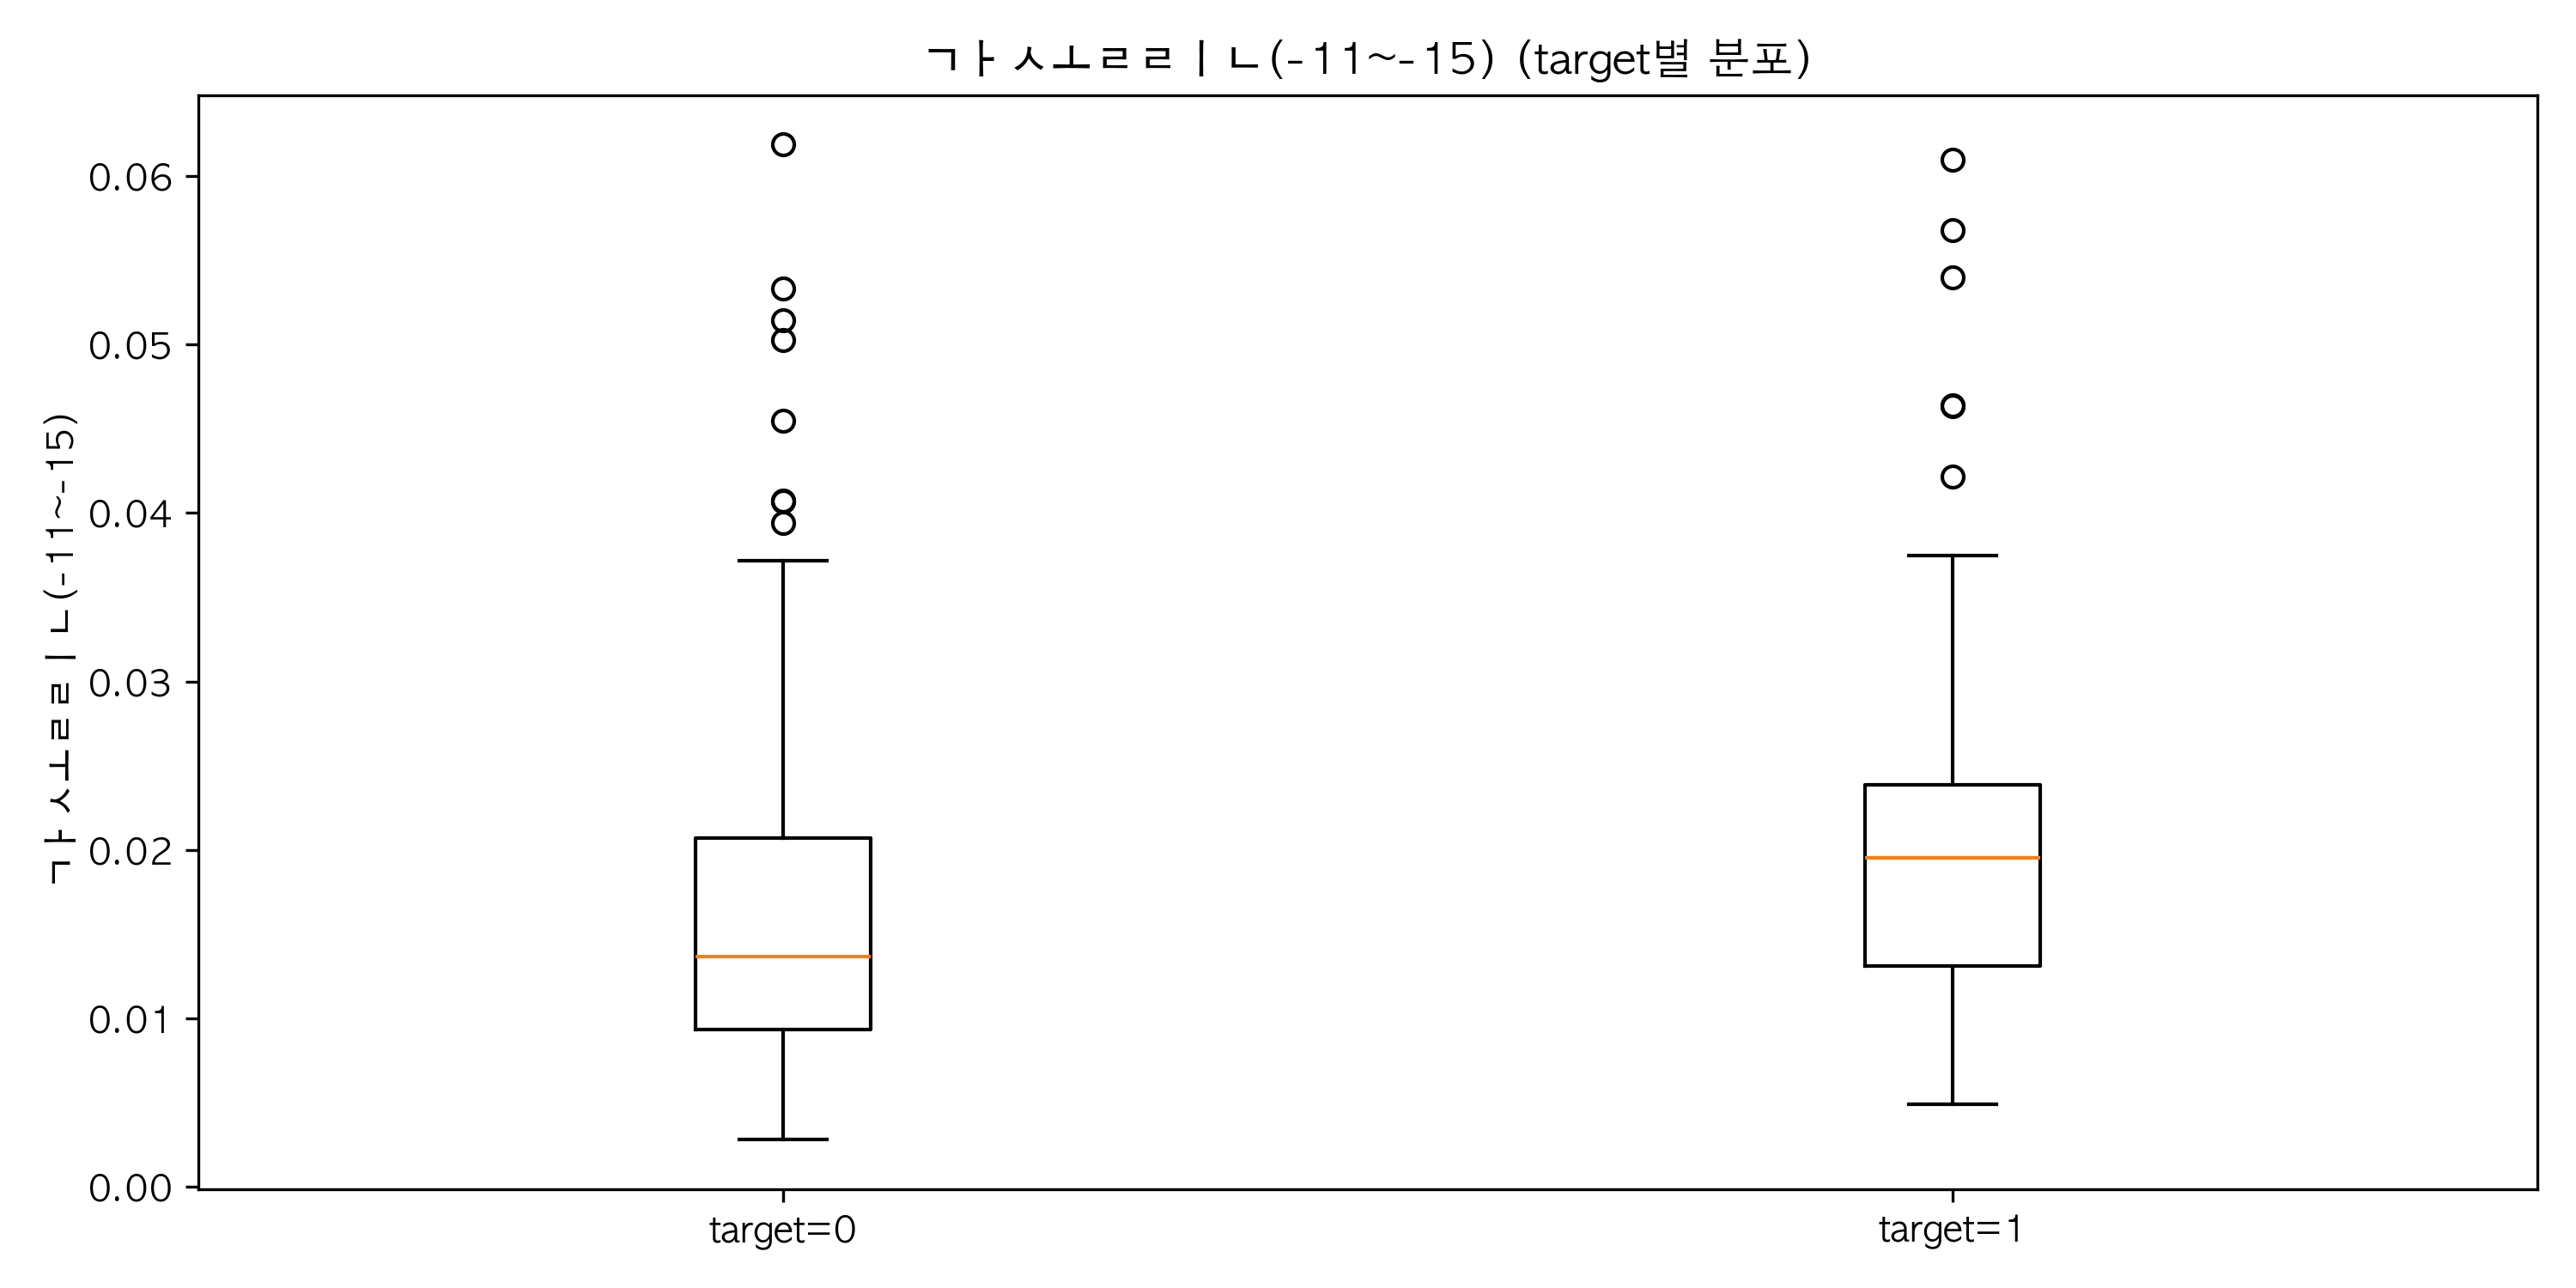 ㄱㅏ ㅅㅗㄹㄹㅣㄴ(-11~-15) (target별 분포)
ㄱㅏ ㅅㅗㄹㄹㅣㄴ(-11~-15)
0.06
0.05
0.04
0.03
0.02
0.01
0.00
target=0
target=1